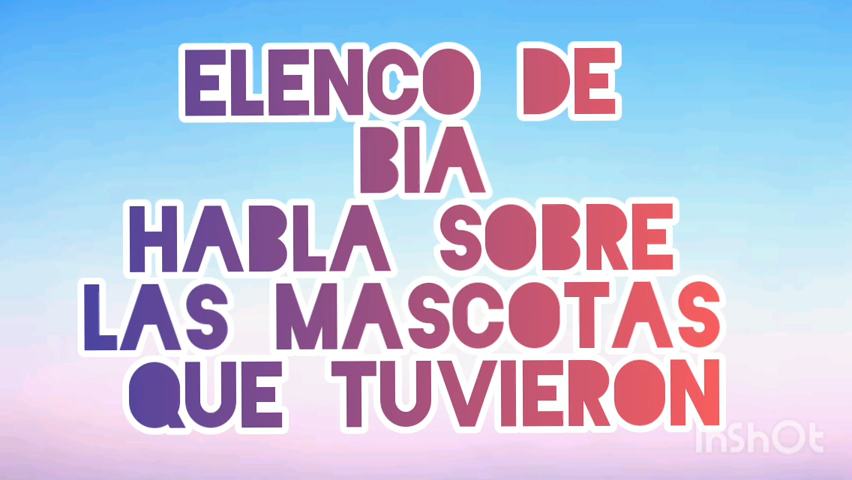 ELENCO DE
BIA
HABLA SOBRE
LAS MASCOTAS
QUE TUVIERON
InShOt